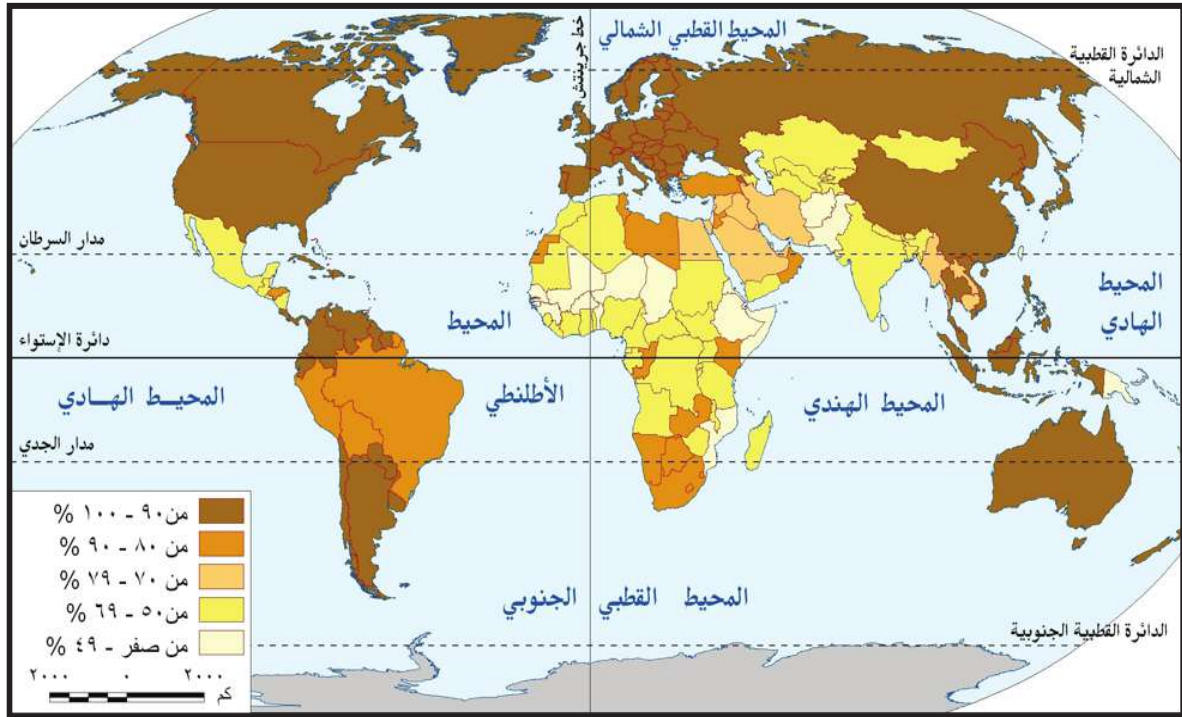 المحيط القطبي الشمالي
خط جرينتش
الدائرة القطبية
الشمالية
مدار السرطان
المحيط
الهادي
المحيط
دائرة الإستواء
الأطلنطي
المحيـط الهـادي
المحيط الهندي
مدار الجدي
من ٩٠ - ١٠٠ %
من ٨٠ - ٩٠ %
من ٧٠ - ٧٩ %
من ٥٠ - ٦٩ %
من صفر - ٤٩ %
٢٠٠٠ ٠ ٢٠٠٠
كم
المحيط القطبي الجنوبي
الدائرة القطبية الجنوبية